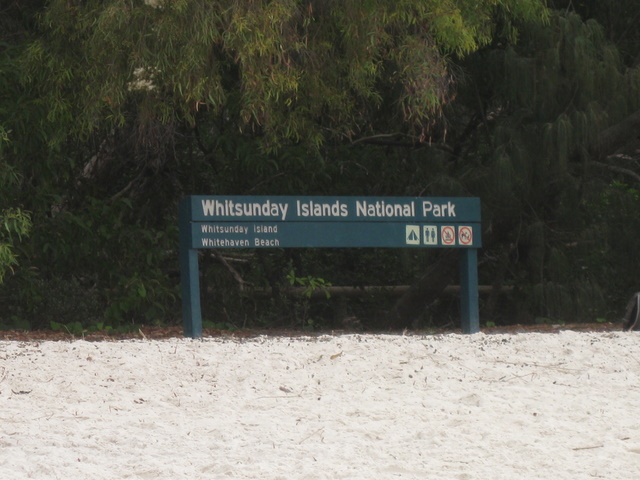 Whitsunday Islands National Park
Whitsunday Island
Whitehaven Beach